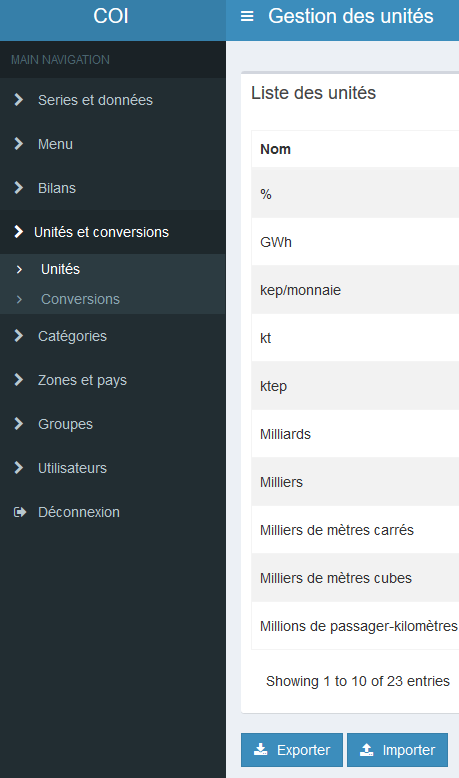 COI
Gestion des unités
MAIN NAVIGATION
Series et données
Menu
Bilans
Unités et conversions
Unités
Conversions
Catégories
Zones et pays
Groupes
Utilisateurs
Déconnexion
Liste des unités
Nom
%
GWh
kep/monnaie
kt
ktep
Milliards
Milliers
Milliers de mètres carrés
Milliers de mètres cubes
Millions de passager-kilomètres
Showing 1 to 10 of 23 entries
Exporter
Importer